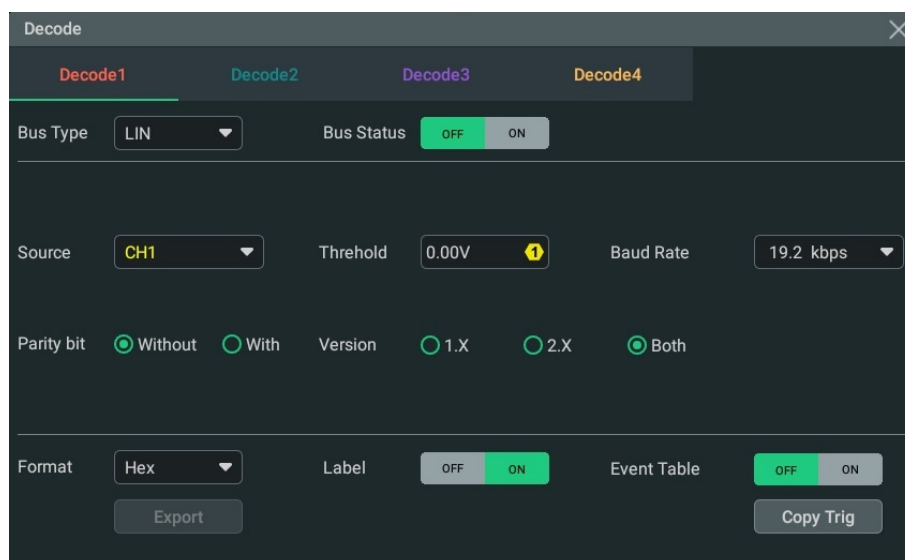 Decode
Decode1 Decode2 Decode3 Decode4
Bus Type LIN Bus Status OFF ON
Source CH1 Threhold 0.00V 1 Baud Rate 19.2 kbps
Parity bit Without With Version 1.X 2.X Both
Format Hex Label OFF ON Event Table OFF ON
Export Copy Trig